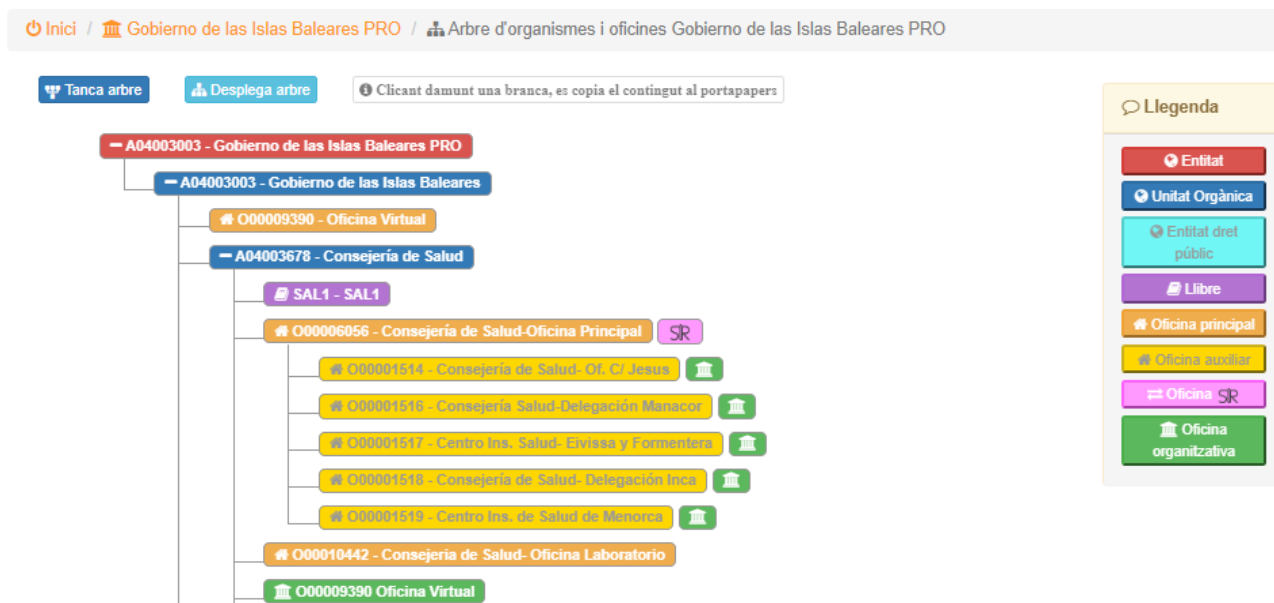 Inici / Gobierno de las Islas Baleares PRO / Arbre d'organismes i oficines Gobierno de las Islas Baleares PRO
Tanca arbre
Desplega arbre
Clicant damunt una branca, es copia el contingut al portapapers
A04003003 - Gobierno de las Islas Baleares PRO
A04003003 - Gobierno de las Islas Baleares
O00009390 - Oficina Virtual
A04003678 - Consejería de Salud
SAL1 - SAL1
O00006056 - Consejería de Salud-Oficina Principal SIR
O00001514 - Consejería de Salud- Of. C/ Jesus
O00001516 - Consejería Salud-Delegación Manacor
O00001517 - Centro Ins. Salud- Eivissa y Formentera
O00001518 - Consejería de Salud- Delegación Inca
O00001519 - Centro Ins. de Salud de Menorca
O00010442 - Consejeria de Salud- Oficina Laboratorio
O00009390 Oficina Virtual
Llegenda
Entitat
Unitat Orgànica
Entitat dret
públic
Llibre
Oficina principal
Oficina auxiliar
Oficina SIR
Oficina
organitzativa